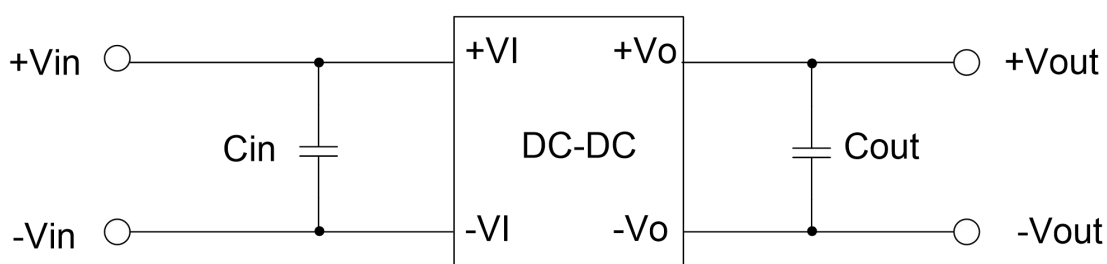 +Vin
+VI
+Vo
+Vout
Cin
DC-DC
Cout
-Vin
-VI
-Vo
-Vout